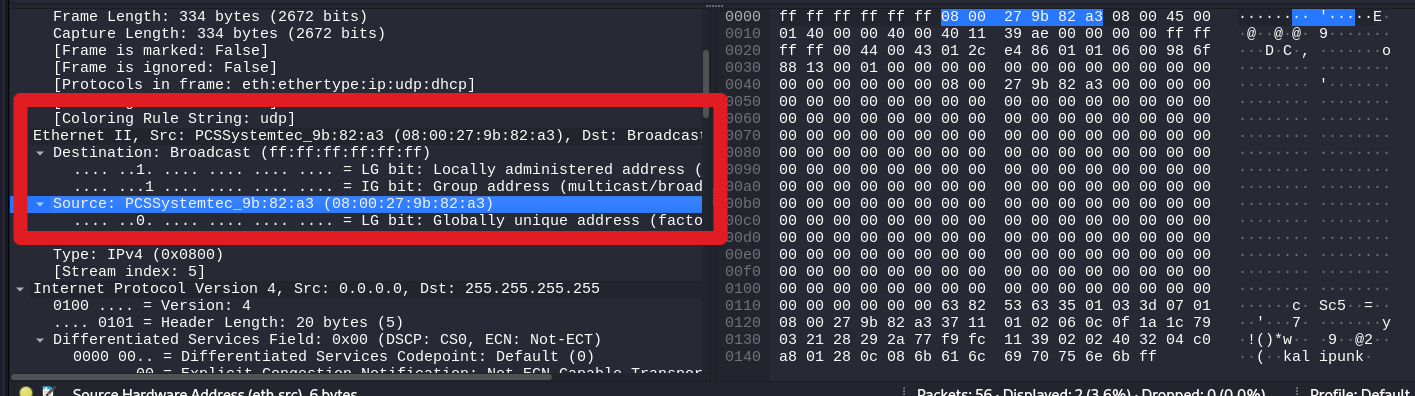 Frame Length: 334 bytes (2672 bits)
Capture Length: 334 bytes (2672 bits)
[Frame is marked: False]
[Frame is ignored: False]
[Protocols in frame: eth:ethertype:ip:udp:dhcp]
[Coloring Rule String: udp]
Ethernet II, Src: PCSSystemtec_9b:82:a3 (08:00:27:9b:82:a3), Dst: Broadcast
Destination: Broadcast (ff:ff:ff:ff:ff:ff)
.... ..1. .... .... .... .... = LG bit: Locally administered address (
.... ...1 .... .... .... .... = IG bit: Group address (multicast/broad
Source: PCSSystemtec_9b:82:a3 (08:00:27:9b:82:a3)
.... ..0. .... .... .... .... = LG bit: Globally unique address (facto
Type: IPv4 (0x0800)
[Stream index: 5]
Internet Protocol Version 4, Src: 0.0.0.0, Dst: 255.255.255.255
0100 .... = Version: 4
.... 0101 = Header Length: 20 bytes (5)
Differentiated Services Field: 0x00 (DSCP: CS0, ECN: Not-ECT)
0000 00.. = Differentiated Services Codepoint: Default (0)
.... ..00 = Explicit Congestion Notification: Not ECN-Capable Transpor
0000 ff ff ff ff ff ff 08 00 27 9b 82 a3 08 00 45 00 ········ '·····E·
0010 01 40 00 00 40 00 40 11 39 ae 00 00 00 00 ff ff ·@··@·@· 9·······
0020 ff ff 00 44 00 43 01 2c e4 86 01 01 06 00 98 6f ···D·C·, ·······o
0030 88 13 00 01 00 00 00 00 00 00 00 00 00 00 00 00 ········ ········
0040 00 00 00 00 00 00 08 00 27 9b 82 a3 00 00 00 00 ········ '·······
0050 00 00 00 00 00 00 00 00 00 00 00 00 00 00 00 00 ········ ········
0060 00 00 00 00 00 00 00 00 00 00 00 00 00 00 00 00 ········ ········
0070 00 00 00 00 00 00 00 00 00 00 00 00 00 00 00 00 ········ ········
0080 00 00 00 00 00 00 00 00 00 00 00 00 00 00 00 00 ········ ········
0090 00 00 00 00 00 00 00 00 00 00 00 00 00 00 00 00 ········ ········
00a0 00 00 00 00 00 00 00 00 00 00 00 00 00 00 00 00 ········ ········
00b0 00 00 00 00 00 00 00 00 00 00 00 00 00 00 00 00 ········ ········
00c0 00 00 00 00 00 00 00 00 00 00 00 00 00 00 00 00 ········ ········
00d0 00 00 00 00 00 00 00 00 00 00 00 00 00 00 00 00 ········ ········
00e0 00 00 00 00 00 00 00 00 00 00 00 00 00 00 00 00 ········ ········
00f0 00 00 00 00 00 00 00 00 00 00 00 00 00 00 00 00 ········ ········
0100 00 00 00 00 00 00 00 00 00 00 00 00 00 00 00 00 ········ ········
0110 00 00 00 00 00 00 63 82 53 63 35 01 03 3d 07 01 ······c· Sc5··=··
0120 08 00 27 9b 82 a3 37 11 01 02 06 0c 0f 1a 1c 79 ··'···7· ·······y
0130 03 21 28 29 2a 77 f9 fc 11 39 02 02 40 32 04 c0 ·!()*w·· ·9··@2··
0140 a8 01 28 0c 08 6b 61 6c 69 70 75 6e 6b ff ··(··kal ipunk·
Source Hardware Address (eth.src), 6 bytes
Packets: 56 · Displayed: 2 (3.6%) · Dropped: 0 (0.0%)
Profile: Default